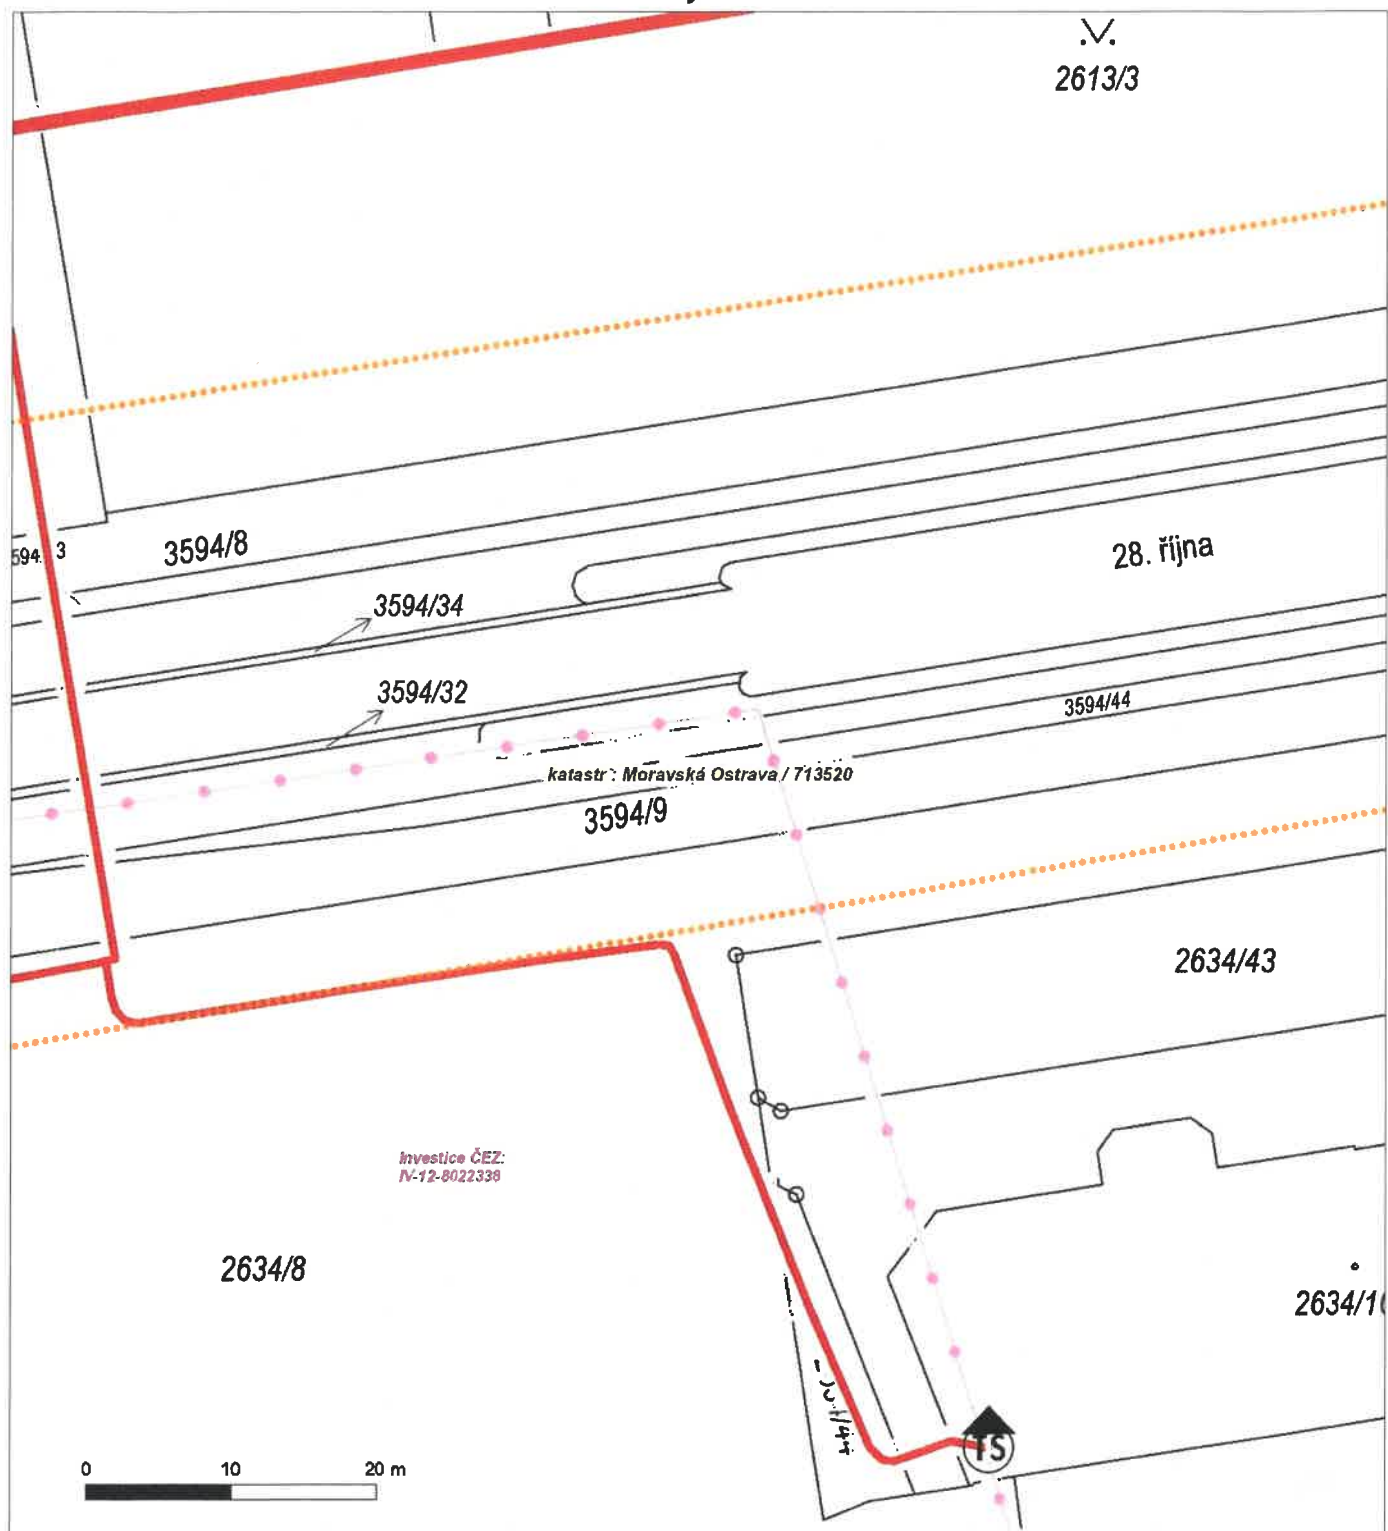 2613/3
3594/8
3
28. října
3594/34
3594/32
3594/44
katastr : Moravská Ostrava / 713520
3594/9
2634/43
Investice ČEZ:
IV-12-8022338
2634/8
TS
0 10 20 m